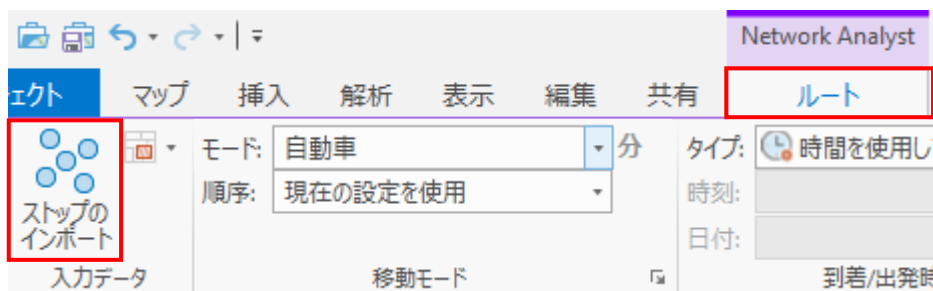 Network Analyst
ェクト マップ 挿入 解析 表示 編集 共有 ルート
モード: 自動車 分 タイプ: 時間を使用し
順序: 現在の設定を使用 時刻:
ストップの
インポート 日付:
入力データ 移動モード 到着/出発時